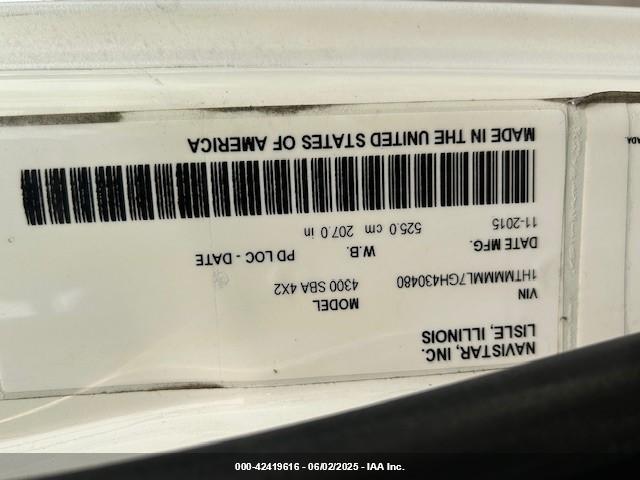 NAVISTAR, INC.
LISLE, ILLINOIS
VIN MODEL
1HTMMMML7GH430480 4300 SBA 4X2
DATE MFG. W.B. PD LOC - DATE
11-2015 525.0 cm 207.0 in
MADE IN THE UNITED STATES OF AMERICA
ADA
000-42419616 - 06/02/2025 - IAA Inc.